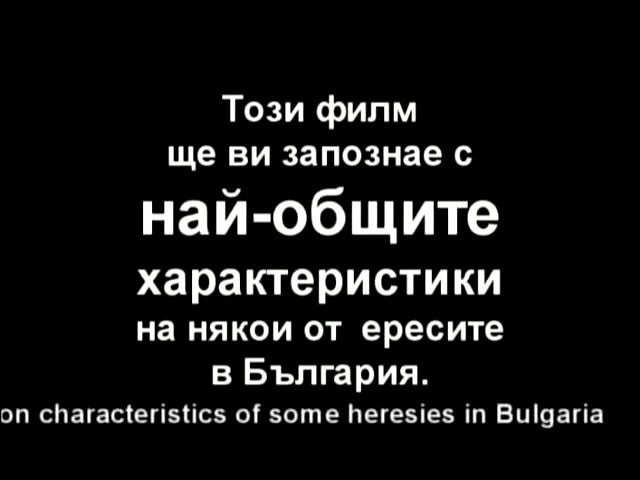 Този филм
ще ви запознае с
най-общите
характеристики
на някои от ересите
в България.
on characteristics of some heresies in Bulgaria